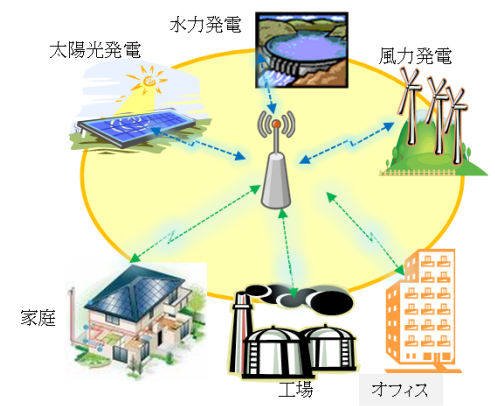 水力発電
太陽光発電
風力発電
家庭
工場
オフィス